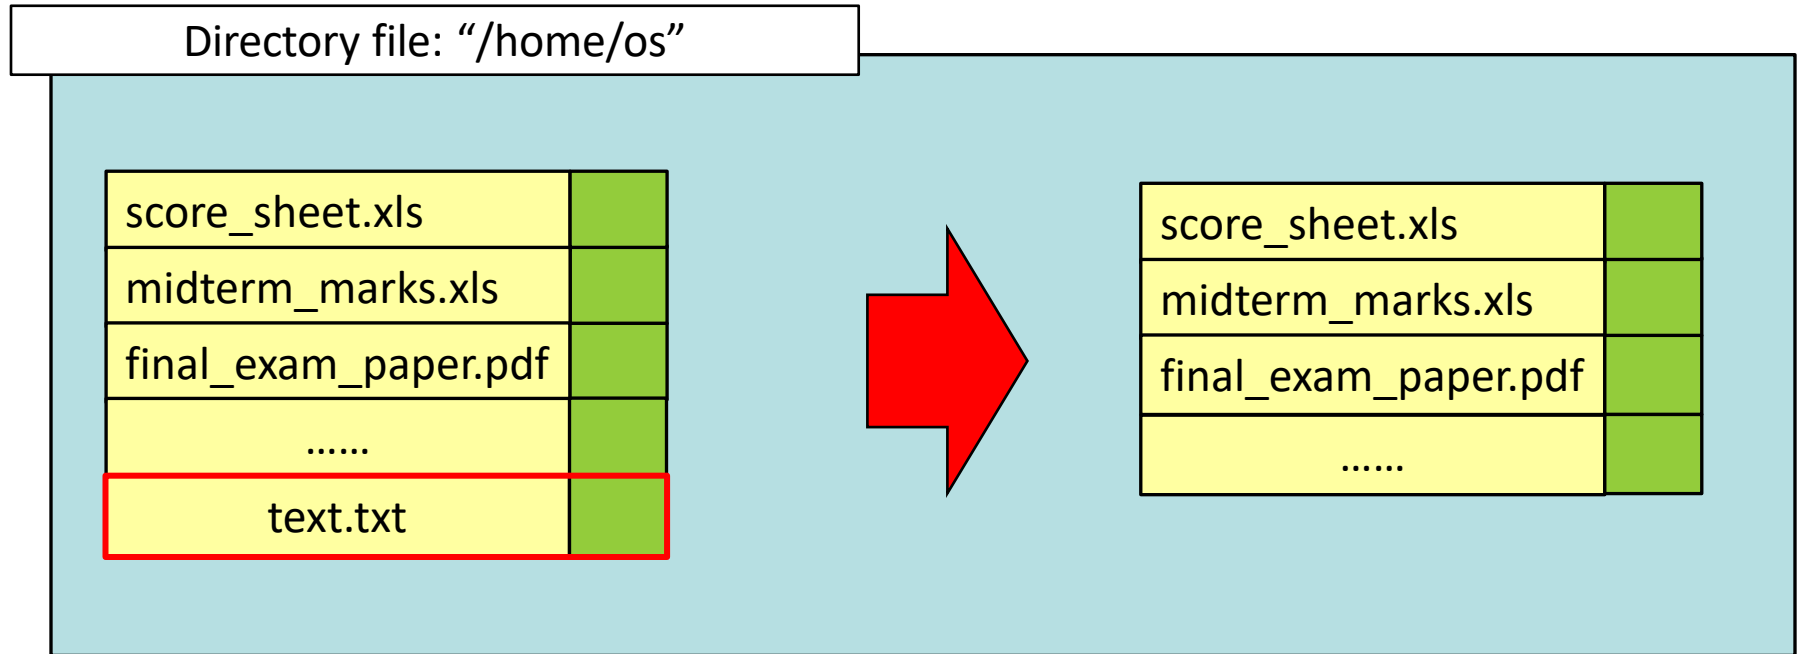 Directory file: “/home/os”
score_sheet.xls
midterm_marks.xls
final_exam_paper.pdf
……
text.txt
score_sheet.xls
midterm_marks.xls
final_exam_paper.pdf
……